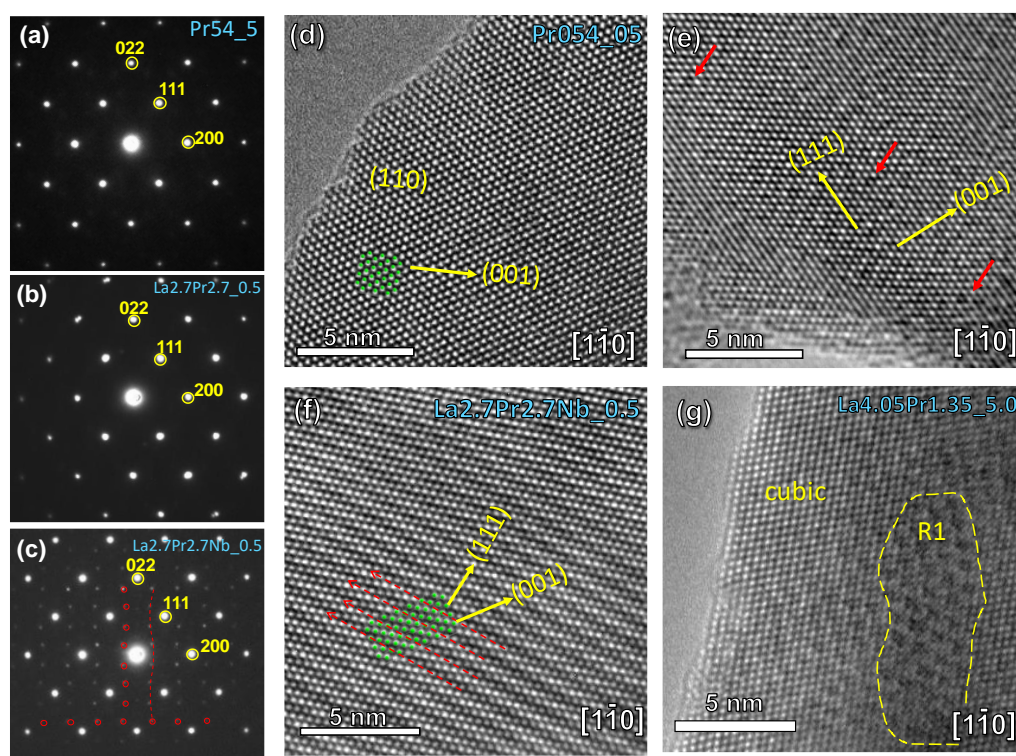 (a)
Pr54_5
022
111
200
(b)
La2.7Pr2.7_0.5
022
111
200
(c)
La2.7Pr2.7Nb_0.5
022
111
200
(d)
Pr054_05
(110)
(001)
5 nm
[11̄0]
(e)
(111)
(001)
5 nm
[11̄0]
(f)
La2.7Pr2.7Nb_0.5
(111)
(001)
5 nm
[11̄0]
(g)
La4.05Pr1.35_5.0
cubic
R1
5 nm
[11̄0]